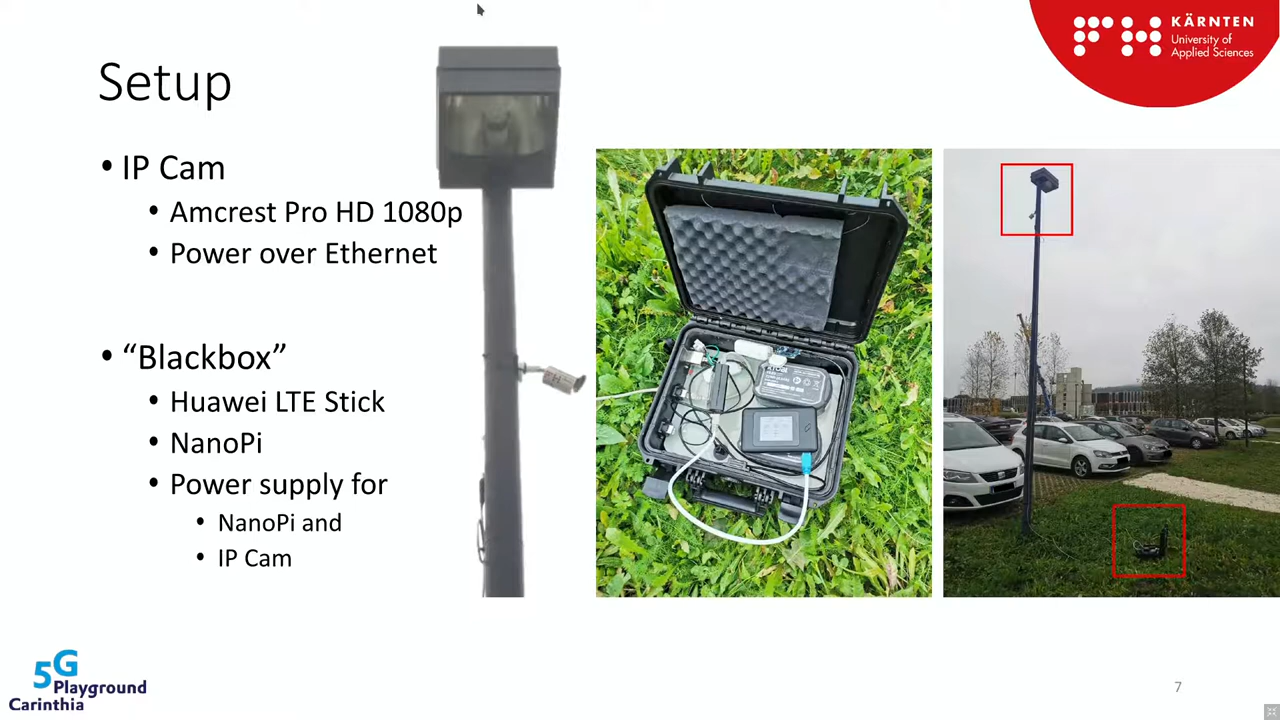 KÄRNTEN
University of
Applied Sciences
Setup
• IP Cam
• Amcrest Pro HD 1080p
• Power over Ethernet
• “Blackbox”
• Huawei LTE Stick
• NanoPi
• Power supply for
• NanoPi and
• IP Cam
5G
Playground
Carinthia
7